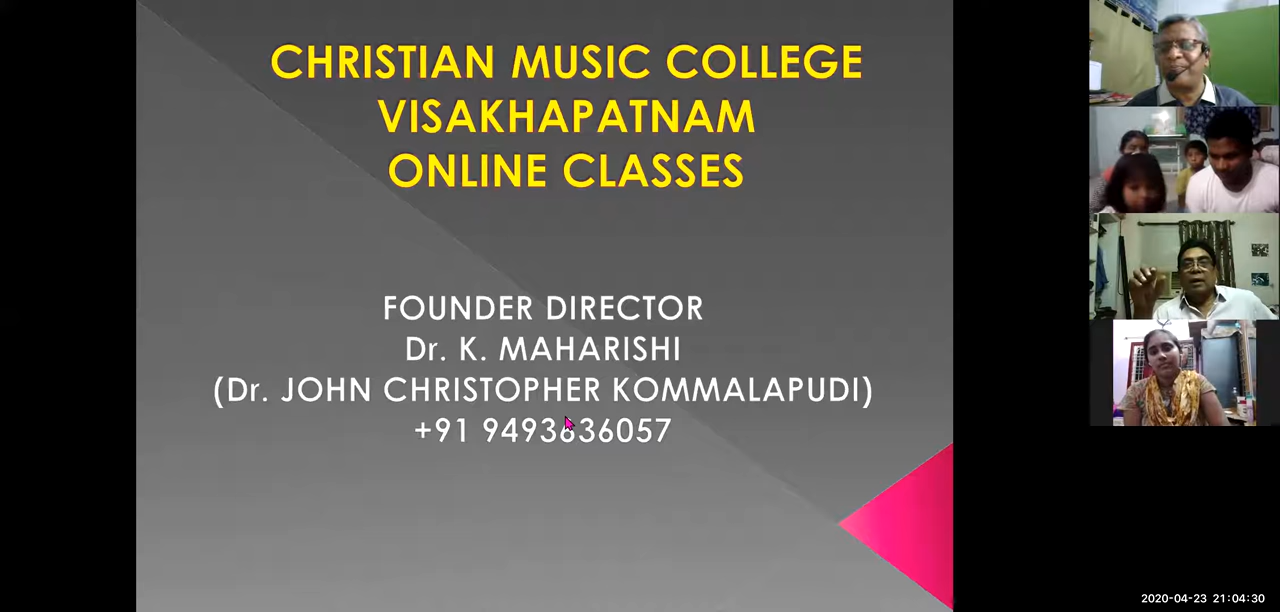 CHRISTIAN MUSIC COLLEGE
VISAKHAPATNAM
ONLINE CLASSES
FOUNDER DIRECTOR
Dr. K. MAHARISHI
(Dr. JOHN CHRISTOPHER KOMMALAPUDI)
+91 9493636057
2020-04-23 21:04:30